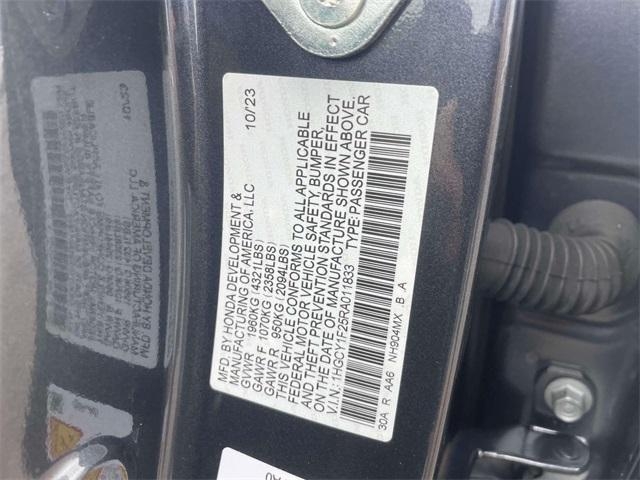 MFD. BY HONDA DEVELOPMENT &
MANUFACTURING OF AMERICA, LLC 10/23
GVWR 1960KG (4321LBS)
GAWR F 1070KG (2358LBS)
GAWR R 950KG (2094LBS)
THIS VEHICLE CONFORMS TO ALL APPLICABLE
FEDERAL MOTOR VEHICLE SAFETY, BUMPER,
AND THEFT PREVENTION STANDARDS IN EFFECT
ON THE DATE OF MANUFACTURE SHOWN ABOVE.
V.I.N.: 1HGCY1F26RA011833 TYPE: PASSENGER CAR
30A R AA6 NH904MX B A